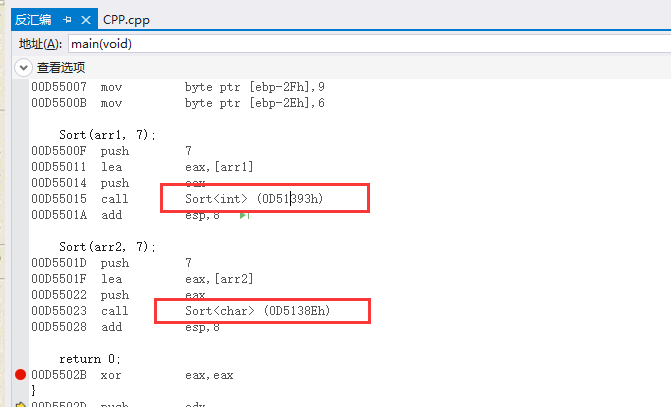 反汇编 CPP.cpp
地址(A): main(void)
查看选项
00D55007 mov byte ptr [ebp-2Fh],9
00D5500B mov byte ptr [ebp-2Eh],6
Sort(arr1, 7);
00D5500F push 7
00D55011 lea eax,[arr1]
00D55014 push eax
00D55015 call Sort<int> (0D51393h)
00D5501A add esp,8
Sort(arr2, 7);
00D5501D push 7
00D5501F lea eax,[arr2]
00D55022 push eax
00D55023 call Sort<char> (0D5138Eh)
00D55028 add esp,8
return 0;
00D5502B xor eax,eax
}
00D5502D push edx